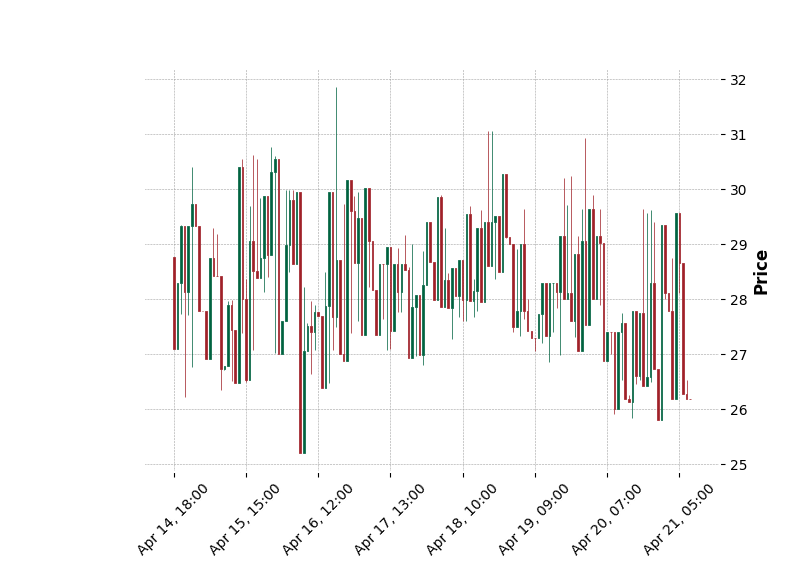 32
31
30
29
28
27
26
25
Price
Apr 14, 18:00
Apr 15, 15:00
Apr 16, 12:00
Apr 17, 13:00
Apr 18, 10:00
Apr 19, 09:00
Apr 20, 07:00
Apr 21, 05:00